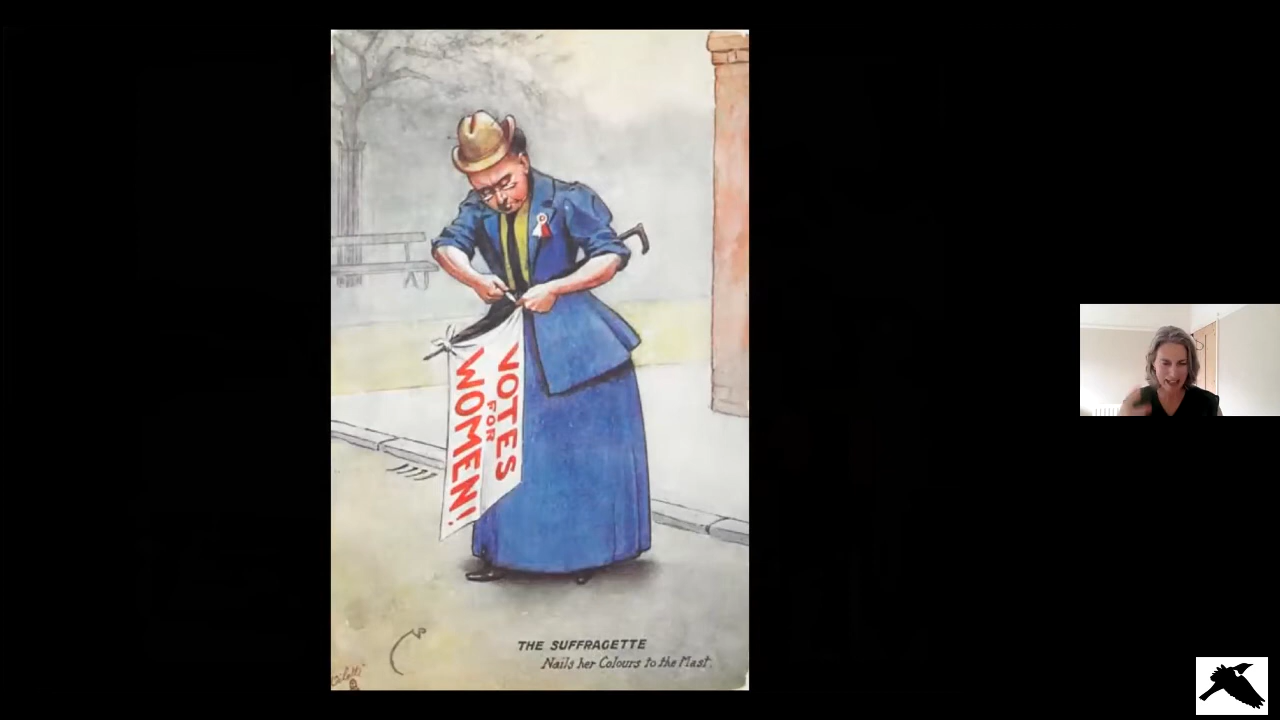 VOTES
FOR
WOMEN!
THE SUFFRAGETTE
Nails her Colours to the Mast.